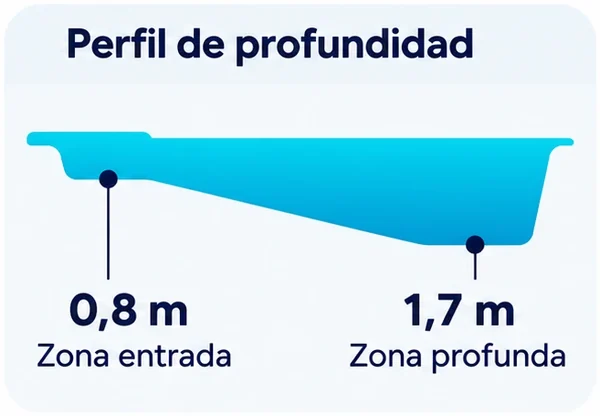 Perfil de profundidad
0,8 m
Zona entrada
1,7 m
Zona profunda